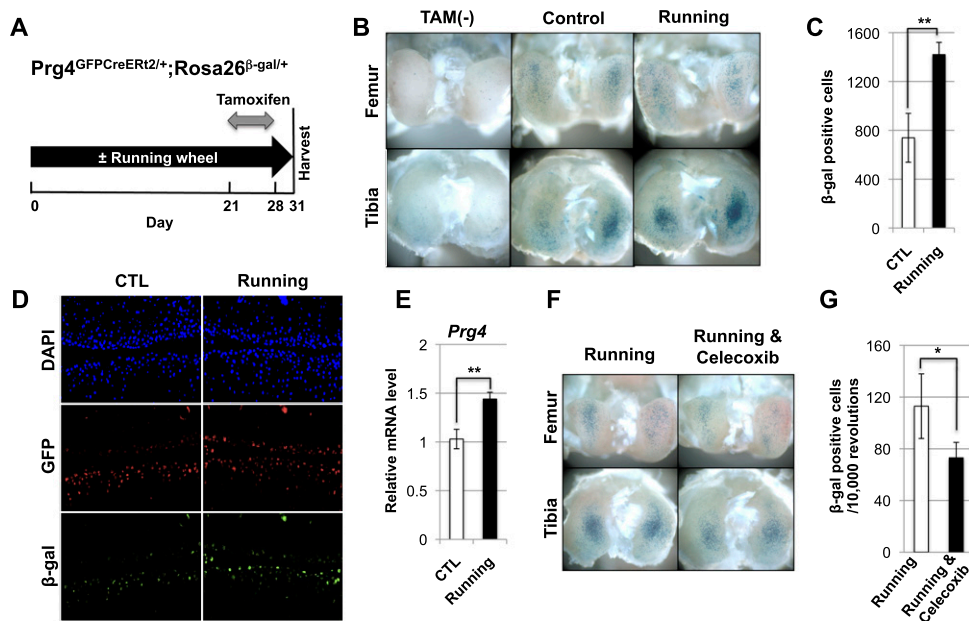 A
Prg4GFPCreERt2/+;Rosa26β-gal/+
Tamoxifen
± Running wheel
Harvest
0
21
28
31
Day
B
TAM(-)
Control
Running
Femur
Tibia
C
β-gal positive cells
1600
1200
800
400
0
**
CTL
Running
D
CTL
Running
DAPI
GFP
β-gal
E
Prg4
Relative mRNA level
2
1.5
1
0.5
0
**
CTL
Running
F
Running
Running &
Celecoxib
Femur
Tibia
G
β-gal positive cells
/10,000 revolutions
160
120
80
40
0
*
Running
Running &
Celecoxib